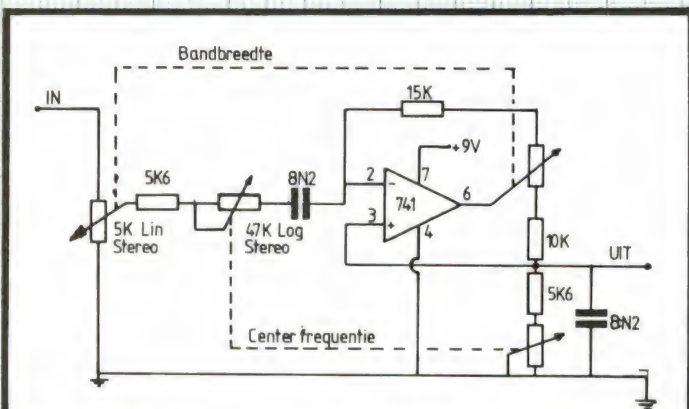 Bandbreedte
IN
15K
+9V
5K6
8N2
2
7
741
6
3
4
5K Lin
Stereo
47K Log
Stereo
10K
UIT
5K6
8N2
Center frequentie